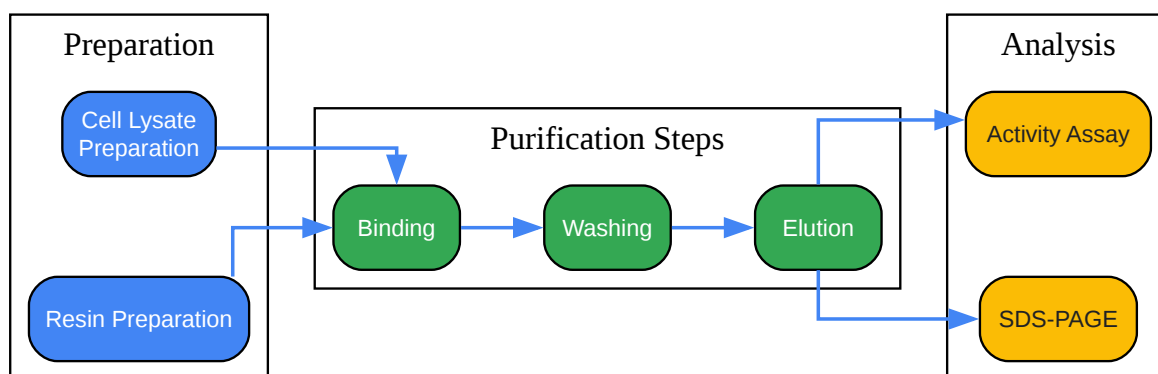 Preparation
Cell Lysate
Preparation
Resin Preparation
Purification Steps
Binding
Washing
Elution
Analysis
Activity Assay
SDS-PAGE